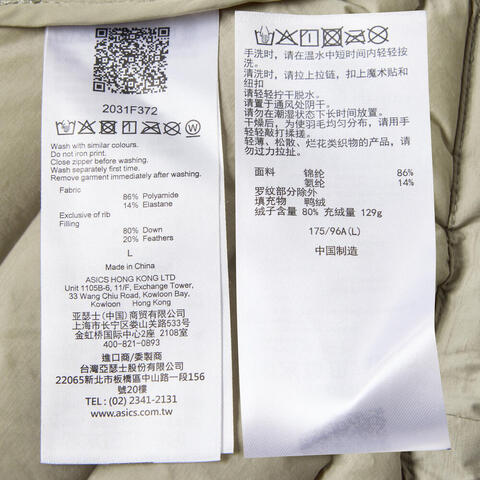 2031F372
Wash with similar colours.
Do not iron print.
Close zipper before washing.
Wash separately first time.
Remove garment immediately after washing.
Fabric
86% Polyamide
14% Elastane
Exclusive of rib
Filling
80% Down
20% Feathers
L
Made in China
ASICS HONG KONG LTD
Unit 1105B-6, 11/F, Exchange Tower,
33 Wang Chiu Road, Kowloon Bay,
Kowloon Hong Kong
亚瑟士(中国)商贸有限公司
上海市长宁区娄山关路533号
金虹桥国际中心2座 2108室
400-821-0893
進口商/委製商
台灣亞瑟士股份有限公司
22065新北市板橋區中山路一段156
號20樓
TEL : (02) 2341-2131
www.asics.com.tw
手洗时,请在温水中短时间内轻轻按
洗。
清洗时,请拉上拉链,扣上魔术贴和
纽扣
请轻轻拧干脱水。
请置于通风处阴干。
请勿在潮湿状态下长时间放置。
干燥后,为使羽毛均匀分布,请用手
轻轻敲打揉搓。
轻薄、松散、烂花类织物的产品,请勿
过力拉扯。
面料 锦纶 86%
氨纶 14%
罗纹部分除外
填充物 鸭绒
绒子含量 80% 充绒量 129g
175/96A(L)
中国制造